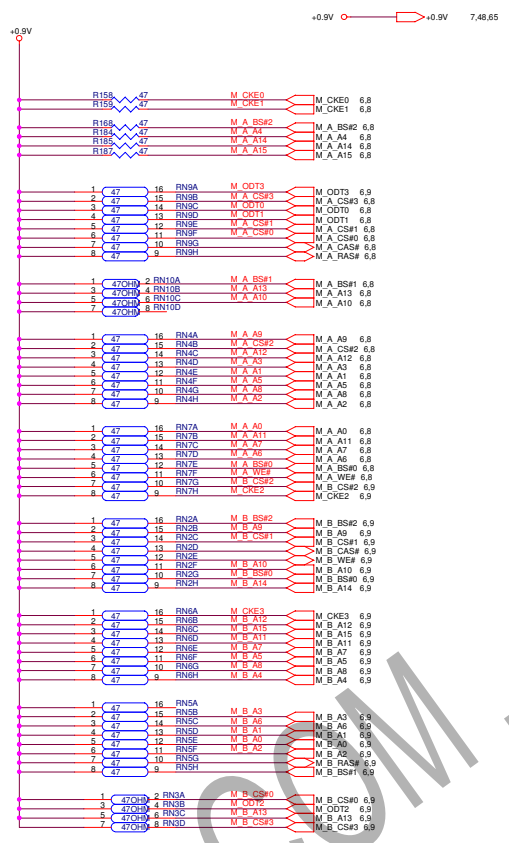 +0.9V +0.9V 7,48,65
+0.9V
R158 47 M_CKE0 M_CKE0 6,8
R159 47 M_CKE1 M_CKE1 6,8
R168 47 M_A_BS#2 M_A_BS#2 6,8
R184 47 M_A_A4 M_A_A4 6,8
R185 47 M_A_A14 M_A_A14 6,8
R187 47 M_A_A15 M_A_A15 6,8
1 47 16 RN9A M_ODT3 M_ODT3 6,9
2 47 15 RN9B M_A_CS#3 M_A_CS#3 6,8
3 47 14 RN9C M_ODT0 M_ODT0 6,8
4 47 13 RN9D M_ODT1 M_ODT1 6,8
5 47 12 RN9E M_A_CS#1 M_A_CS#1 6,8
6 47 11 RN9F M_A_CS#0 M_A_CS#0 6,8
7 47 10 RN9G M_A_CAS# 6,8
8 47 9 RN9H M_A_RAS# 6,8
1 47OHM 2 RN10A M_A_BS#1 M_A_BS#1 6,8
3 47OHM 4 RN10B M_A_A13 M_A_A13 6,8
5 47OHM 6 RN10C M_A_A10 M_A_A10 6,8
7 47OHM 8 RN10D
1 47 16 RN4A M_A_A9 M_A_A9 6,8
2 47 15 RN4B M_A_CS#2 M_A_CS#2 6,8
3 47 14 RN4C M_A_A12 M_A_A12 6,8
4 47 13 RN4D M_A_A3 M_A_A3 6,8
5 47 12 RN4E M_A_A1 M_A_A1 6,8
6 47 11 RN4F M_A_A5 M_A_A5 6,8
7 47 10 RN4G M_A_A8 M_A_A8 6,8
8 47 9 RN4H M_A_A2 M_A_A2 6,8
1 47 16 RN7A M_A_A0 M_A_A0 6,8
2 47 15 RN7B M_A_A11 M_A_A11 6,8
3 47 14 RN7C M_A_A7 M_A_A7 6,8
4 47 13 RN7D M_A_A6 M_A_A6 6,8
5 47 12 RN7E M_A_BS#0 M_A_BS#0 6,8
6 47 11 RN7F M_A_WE# M_A_WE# 6,8
7 47 10 RN7G M_B_CS#2 M_B_CS#2 6,9
8 47 9 RN7H M_CKE2 M_CKE2 6,9
1 47 16 RN2A M_B_BS#2 M_B_BS#2 6,9
2 47 15 RN2B M_B_A9 M_B_A9 6,9
3 47 14 RN2C M_B_CS#1 M_B_CS#1 6,9
4 47 13 RN2D M_B_CAS# 6,9
5 47 12 RN2E M_B_WE# 6,9
6 47 11 RN2F M_B_A10 M_B_A10 6,9
7 47 10 RN2G M_B_BS#0 M_B_BS#0 6,9
8 47 9 RN2H M_B_A14 M_B_A14 6,9
1 47 16 RN6A M_CKE3 M_CKE3 6,9
2 47 15 RN6B M_B_A12 M_B_A12 6,9
3 47 14 RN6C M_B_A15 M_B_A15 6,9
4 47 13 RN6D M_B_A11 M_B_A11 6,9
5 47 12 RN6E M_B_A7 M_B_A7 6,9
6 47 11 RN6F M_B_A5 M_B_A5 6,9
7 47 10 RN6G M_B_A8 M_B_A8 6,9
8 47 9 RN6H M_B_A4 M_B_A4 6,9
1 47 16 RN5A
2 47 15 RN5B M_B_A3 M_B_A3 6,9
3 47 14 RN5C M_B_A6 M_B_A6 6,9
4 47 13 RN5D M_B_A1 M_B_A1 6,9
5 47 12 RN5E M_B_A0 M_B_A0 6,9
6 47 11 RN5F M_B_A2 M_B_A2 6,9
7 47 10 RN5G M_B_RAS# 6,9
8 47 9 RN5H M_B_BS#1 6,9
1 47OHM 2 RN3A M_B_CS#0 M_B_CS#0 6,9
3 47OHM 4 RN3B M_ODT2 M_ODT2 6,9
5 47OHM 6 RN3C M_B_A13 M_B_A13 6,9
7 47OHM 8 RN3D M_B_CS#3 M_B_CS#3 6,9